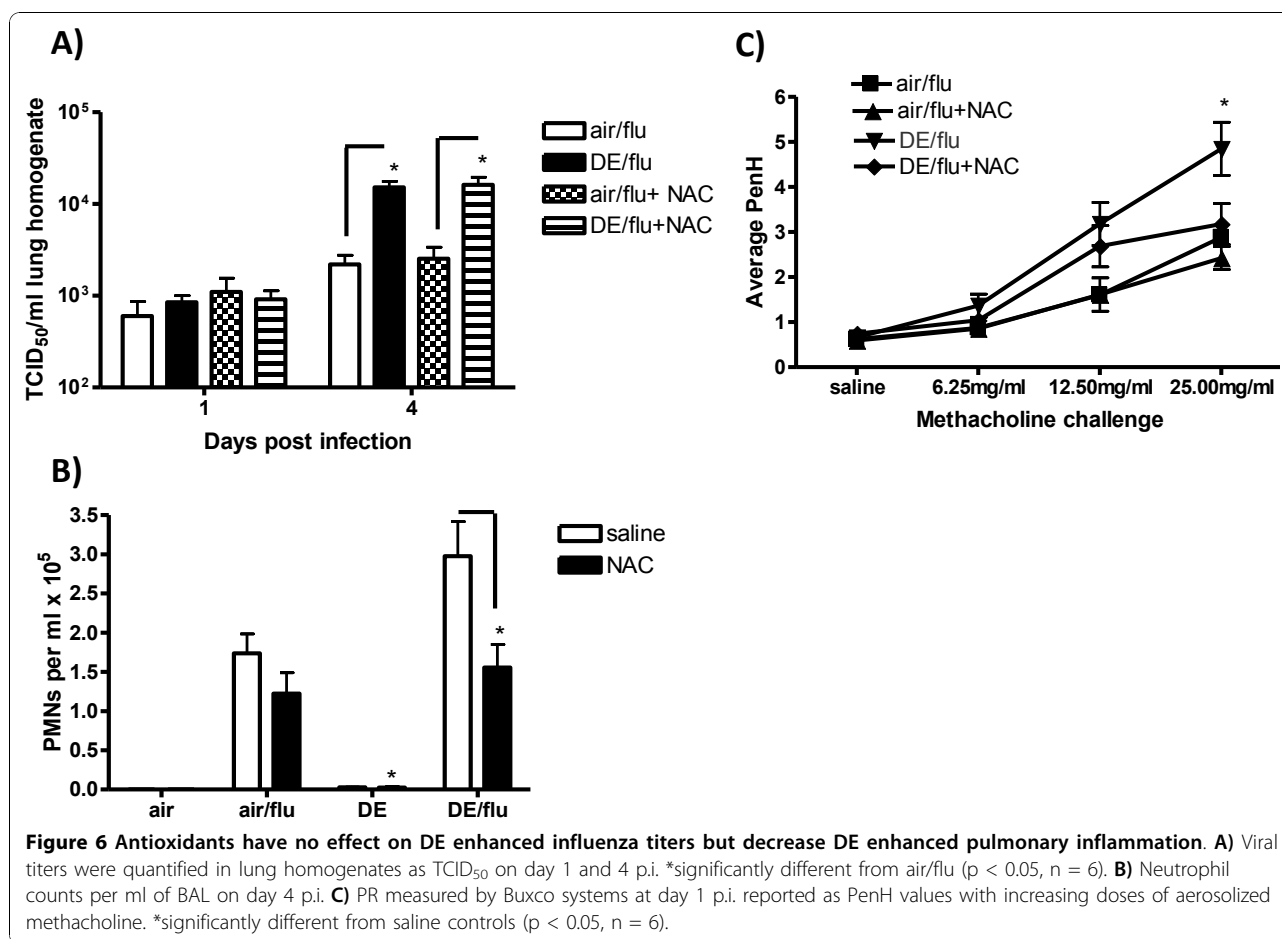 A)
TCID₅₀/ml lung homogenate
10⁵
10⁴
10³
10²
1
4
Days post infection
*
*
air/flu
DE/flu
air/flu+ NAC
DE/flu+NAC
B)
PMNs per ml x 10⁵
3.5
3.0
2.5
2.0
1.5
1.0
0.5
0.0
air
air/flu
DE
DE/flu
*
*
saline
NAC
C)
air/flu
air/flu+NAC
DE/flu
DE/flu+NAC
*
Average PenH
6
5
4
3
2
1
0
saline
6.25mg/ml
12.50mg/ml
25.00mg/ml
Methacholine challenge
Figure 6 Antioxidants have no effect on DE enhanced influenza titers but decrease DE enhanced pulmonary inflammation. A) Viral
titers were quantified in lung homogenates as TCID₅₀ on day 1 and 4 p.i. *significantly different from air/flu (p < 0.05, n = 6). B) Neutrophil
counts per ml of BAL on day 4 p.i. C) PR measured by Buxco systems at day 1 p.i. reported as PenH values with increasing doses of aerosolized
methacholine. *significantly different from saline controls (p < 0.05, n = 6).